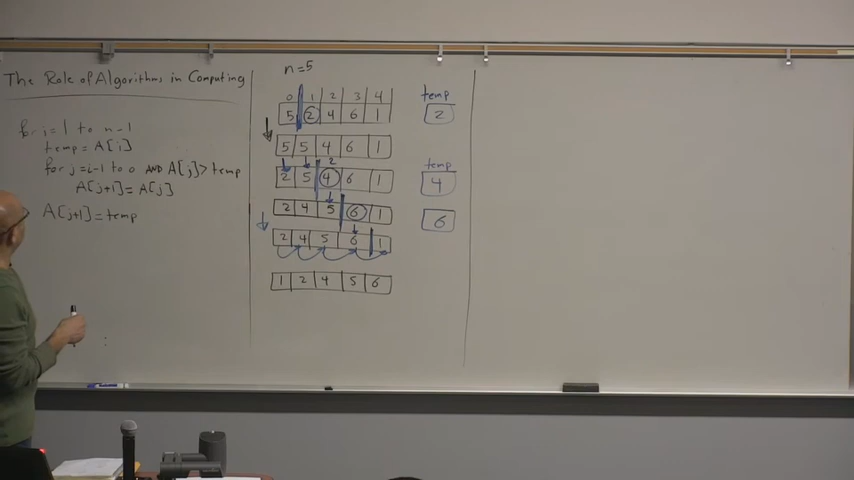 The Role of Algorithms in Computing
for i=1 to n-1
temp=A[i]
for j=i-1 to 0 AND A[j]>temp
A[j+1]=A[j]
A[j+1]=temp
n=5
0 1 2 3 4
5 2 4 6 1
5 5 4 6 1
2
2 5 4 6 1
2 4 5 6 1
2 4 5 6 1
1 2 4 5 6
temp
2
temp
4
6